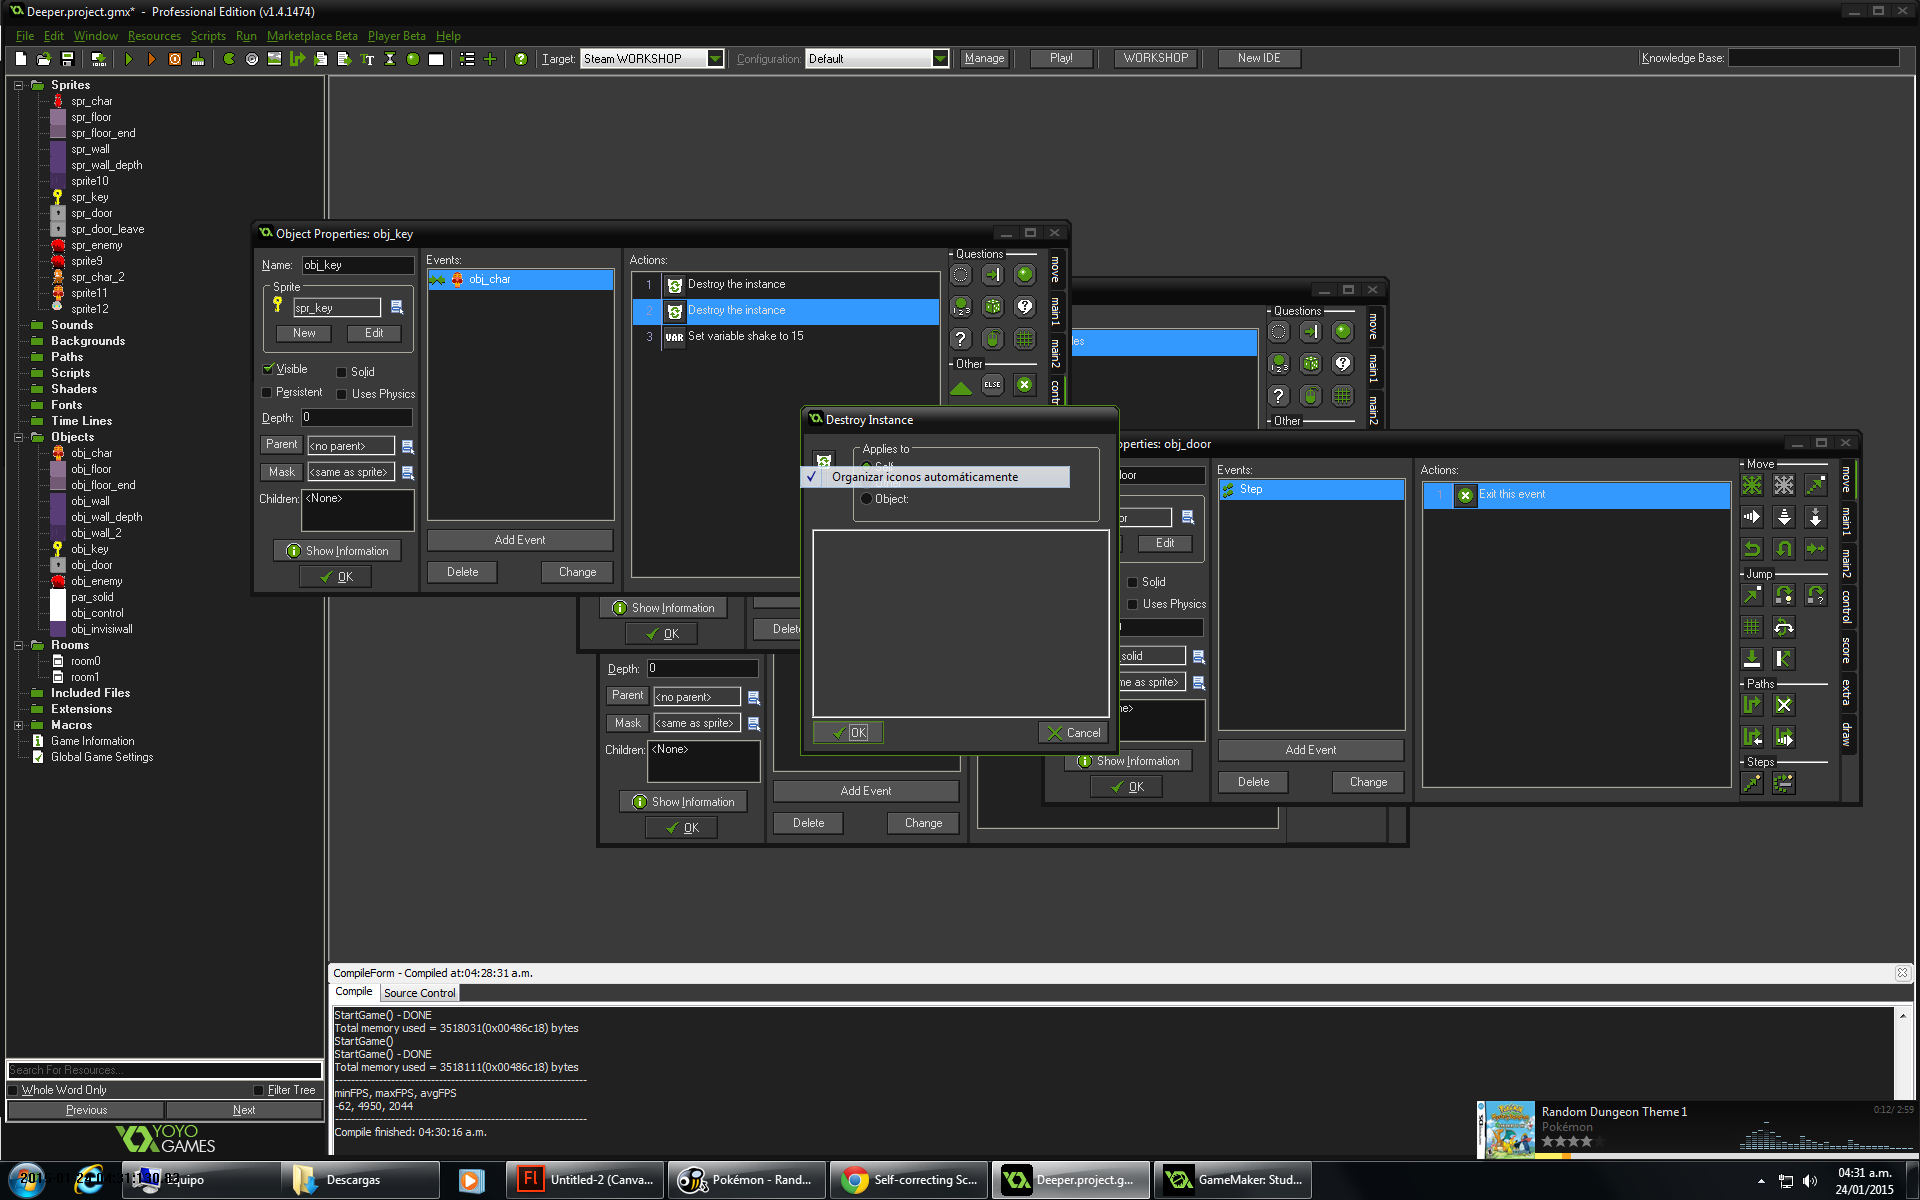 Deeper.project.gmx* - Professional Edition (v1.4.1474)
File Edit Window Resources Scripts Run Marketplace Beta Player Beta Help
Target: Steam WORKSHOP Configuration: Default Manage Play! WORKSHOP New IDE Knowledge Base:
Sprites
spr_char
spr_floor
spr_floor_end
spr_wall
spr_wall_depth
sprite10
spr_key
spr_door
spr_door_leave
spr_enemy
sprite9
spr_char_2
sprite11
sprite12
Sounds
Backgrounds
Paths
Scripts
Shaders
Fonts
Time Lines
Objects
obj_char
obj_floor
obj_floor_end
obj_wall
obj_wall_depth
obj_wall_2
obj_key
obj_door
obj_enemy
par_solid
obj_control
obj_invisiwall
Rooms
room0
room1
Included Files
Extensions
Macros
Game Information
Global Game Settings
Search For Resources...
Whole Word Only Filter Tree
Previous Next
YOYO
GAMES
Object Properties: obj_key
Name: obj_key
Sprite
spr_key
New Edit
Visible Solid
Persistent Uses Physics
Depth: 0
Parent <no parent>
Mask <same as sprite>
Children: <None>
Show Information
OK
Events:
obj_char
Add Event
Delete Change
Actions:
1 Destroy the instance
2 Destroy the instance
3 VAR Set variable shake to 15
Questions
Other
ELSE
move
main1
main2
Questions
Other
move
main1
main2
Show Information
OK
Depth: 0
Parent <no parent>
Mask <same as sprite>
Children: <None>
Show Information
OK
Add Event
Delete Change
Destroy Instance
Applies to
Organizar iconos automáticamente
Object:
OK Cancel
operties: obj_door
Edit
Solid
Uses Physics
solid
me as sprite>
Show Information
OK
Events:
Step
Add Event
Delete Change
Actions:
1 Exit this event
Move
Jump
Paths
Steps
move
main1
main2
control
score
extra
draw
CompileForm - Compiled at:04:28:31 a.m.
Compile Source Control
StartGame() - DONE
Total memory used = 3518031(0x00486c18) bytes
StartGame()
StartGame() - DONE
Total memory used = 3518111(0x00486c18) bytes
minFPS, maxFPS, avgFPS
-62, 4950, 2044
Compile finished: 04:30:16 a.m.
Random Dungeon Theme 1
Pokémon
0:12/ 2:59
Descargas
Untitled-2 (Canva...
Pokémon - Rand...
Self-correcting Sc...
Deeper.project.g...
GameMaker: Stud...
04:31 a.m.
24/01/2015